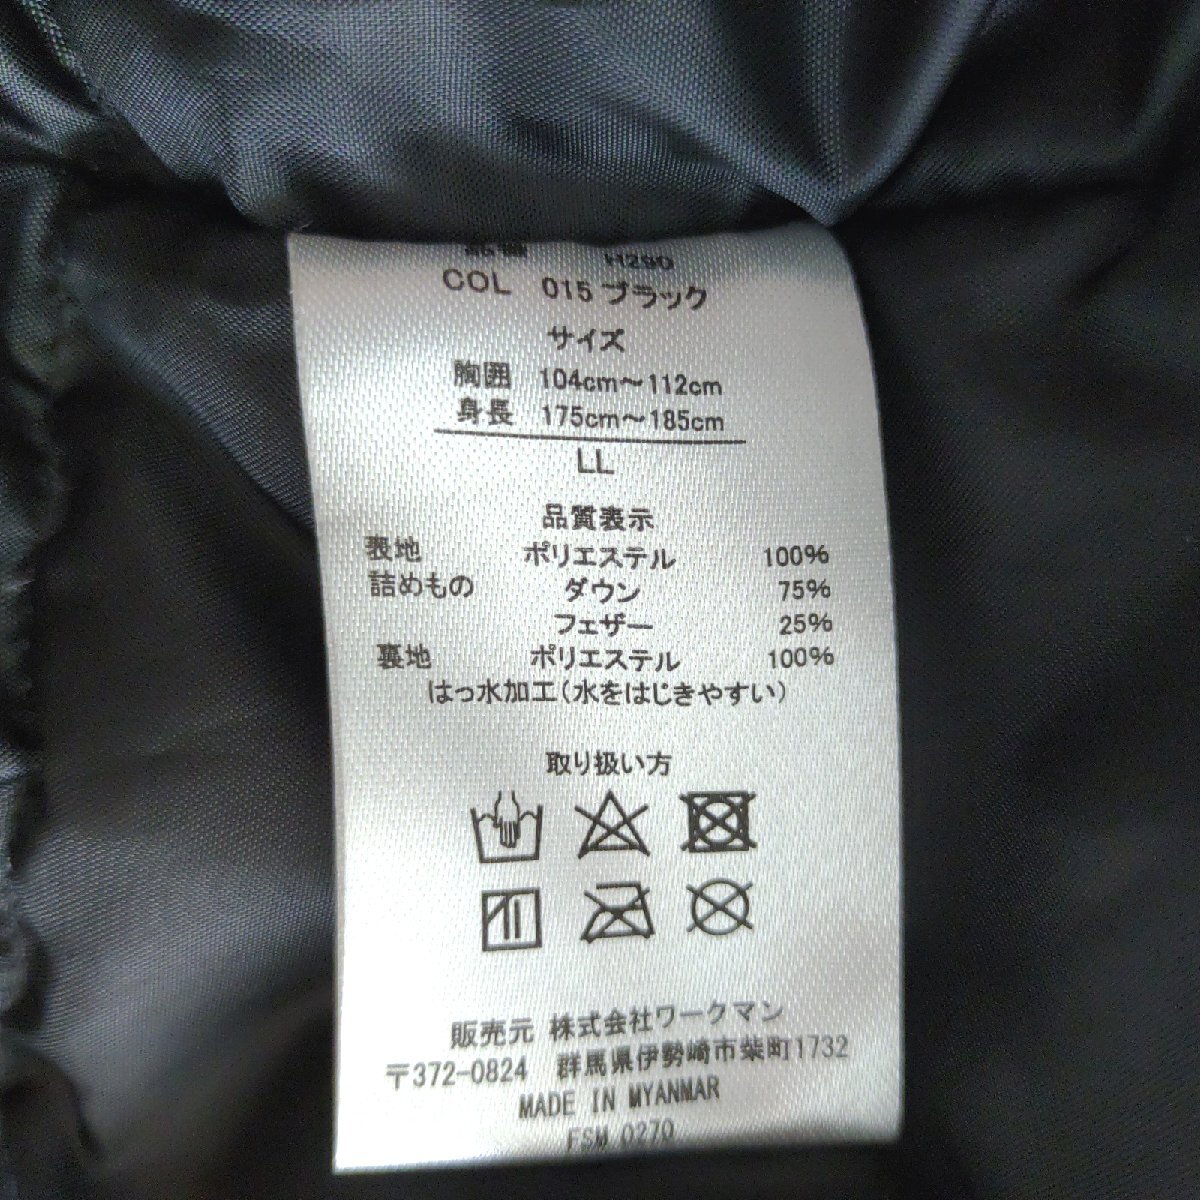 品番 H290
COL 015 ブラック
サイズ
胸囲 104cm～112cm
身長 175cm～185cm
LL
品質表示
表地 ポリエステル 100%
詰めもの ダウン 75%
フェザー 25%
裏地 ポリエステル 100%
はっ水加工(水をはじきやすい)
取り扱い方
販売元 株式会社ワークマン
〒372-0824 群馬県伊勢崎市柴町1732
MADE IN MYANMAR
FSM 0270